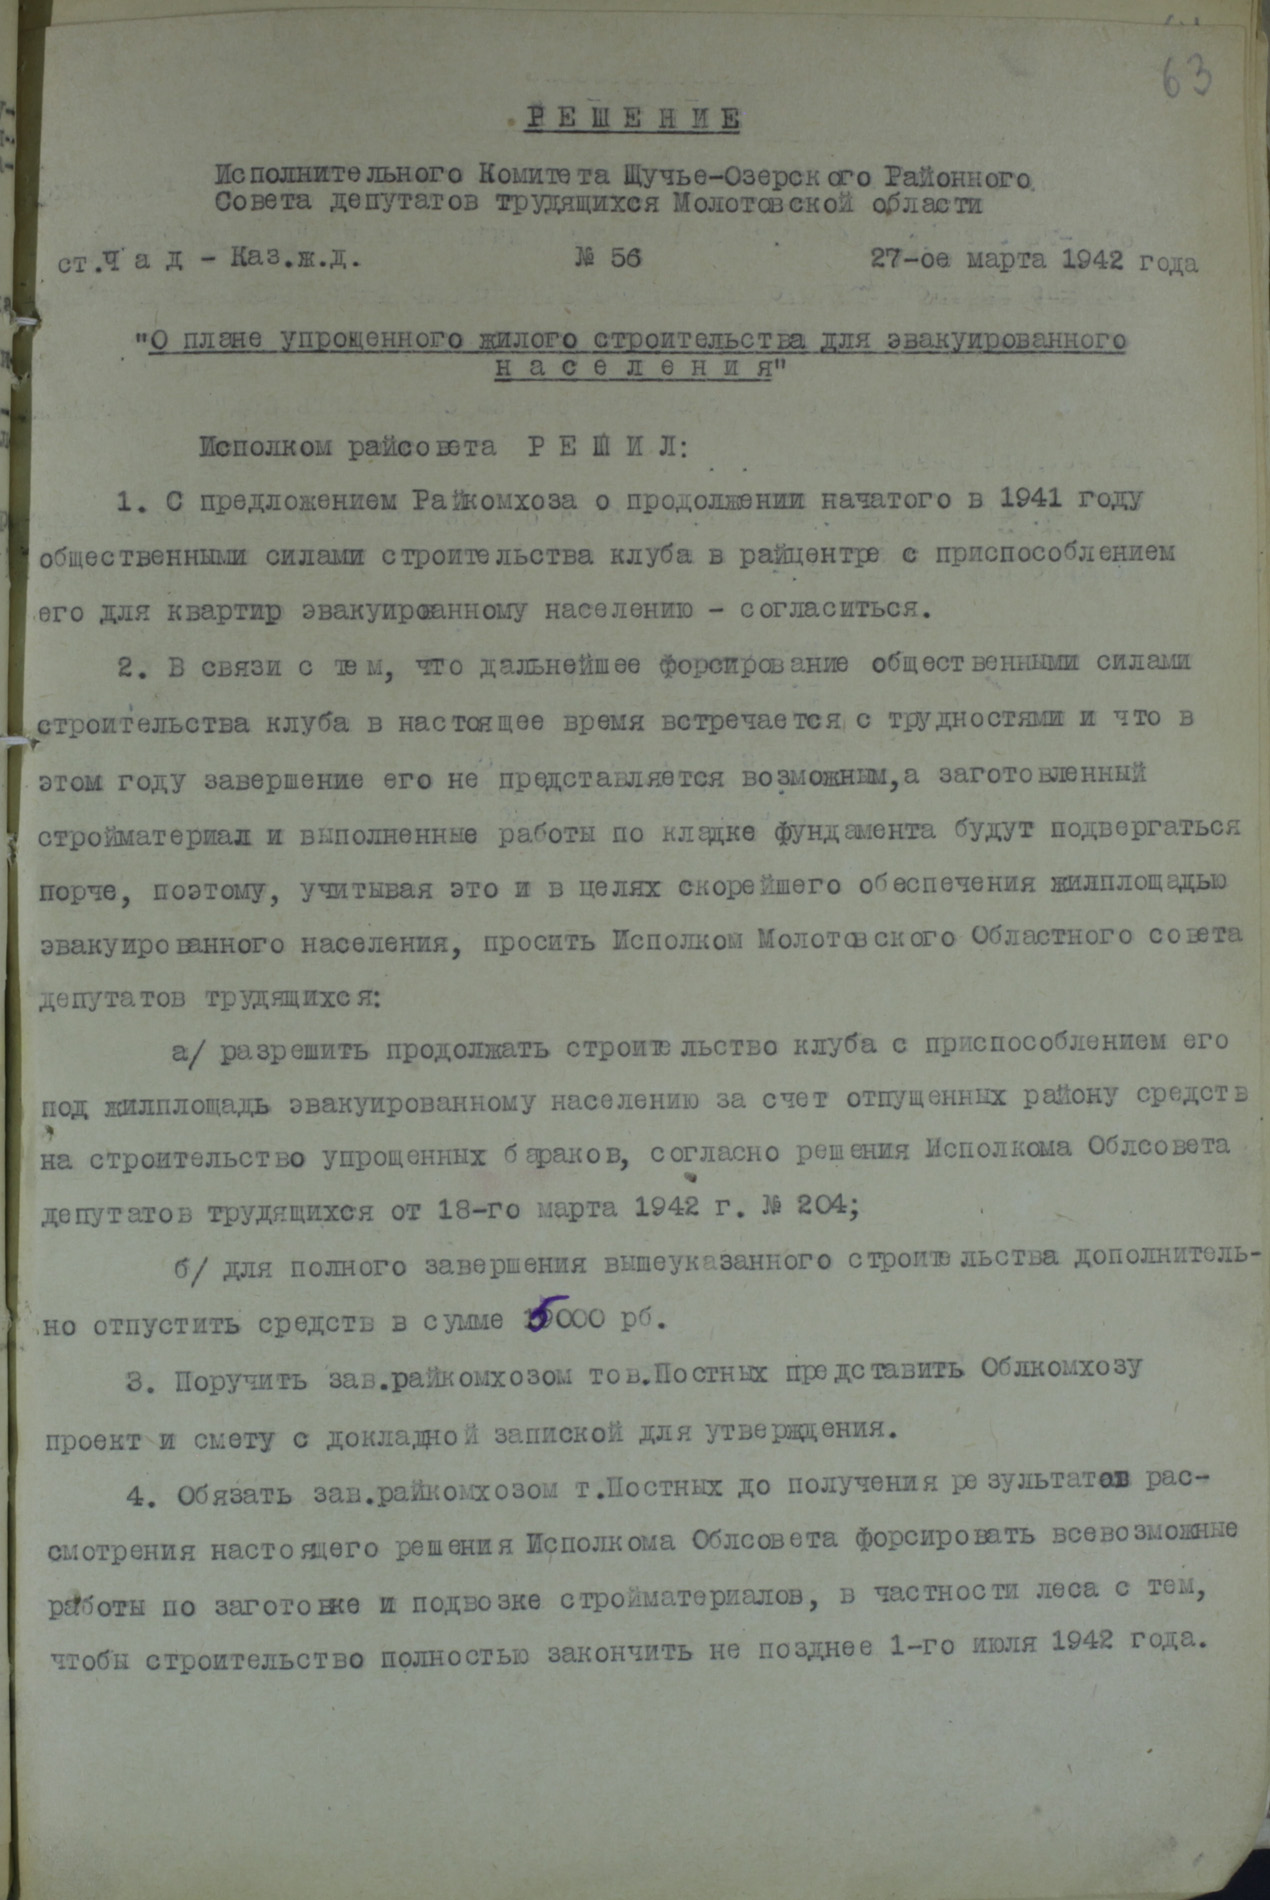 63
Р Е Ш Е Н И Е
Исполнительного Комитета Щучье-Озерского Районного
Совета депутатов трудящихся Молотовской области
ст.Ч а д - Каз.ж.д. № 56 27-ое марта 1942 года
"О плане упрощенного жилого строительства для эвакуированного
н а с е л е н и я"
Исполком райсовета Р Е Ш И Л:
1. С предложением Райкомхоза о продолжении начатого в 1941 году
общественными силами строительства клуба в райцентре с приспособлением
его для квартир эвакуированному населению - согласиться.
2. В связи с тем, что дальнейшее форсирование общественными силами
строительства клуба в настоящее время встречается с трудностями и что в
этом году завершение его не представляется возможным,а заготовленный
стройматериал и выполненные работы по кладке фундамента будут подвергаться
порче, поэтому, учитывая это и в целях скорейшего обеспечения жилплощадью
эвакуированного населения, просить Исполком Молотовского Областного совета
депутатов трудящихся:
а/ разрешить продолжать строительство клуба с приспособлением его
под жилплощадь эвакуированному населению за счет отпущенных району средств
на строительство упрощенных бараков, согласно решения Исполкома Облсовета
депутатов трудящихся от 18-го марта 1942 г. № 204;
б/ для полного завершения вышеуказанного строительства дополнитель-
но отпустить средств в сумме 5000 рб.
3. Поручить зав.райкомхозом тов.Постных представить Облкомхозу
проект и смету с докладной запиской для утверждения.
4. Обязать зав.райкомхозом т.Постных до получения результатов рас-
смотрения настоящего решения Исполкома Облсовета форсировать всевозможные
работы по заготовке и подвозке стройматериалов, в частности леса с тем,
чтобы строительство полностью закончить не позднее 1-го июля 1942 года.